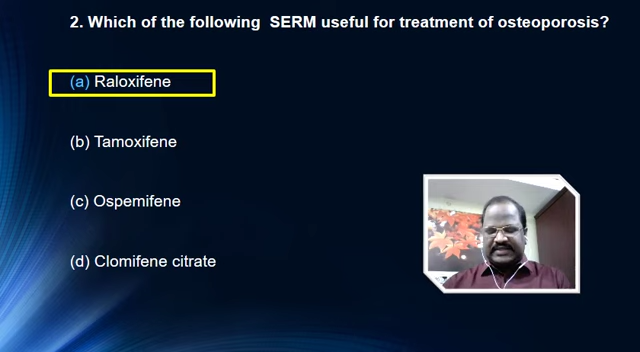 2. Which of the following SERM useful for treatment of osteoporosis?
(a) Raloxifene
(b) Tamoxifene
(c) Ospemifene
(d) Clomifene citrate